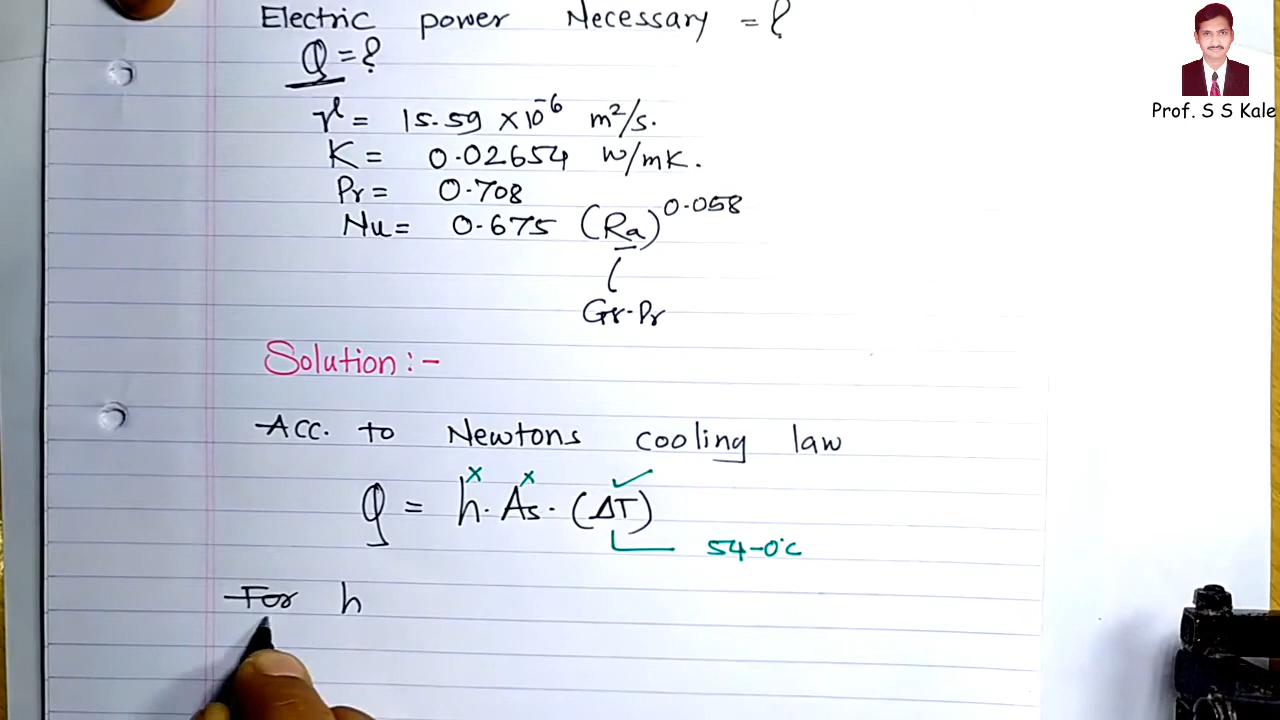 Electric power Necessary = ?
Q = ?
ν = 15.59 × 10⁻⁶ m²/s.
K = 0.02654 W/mK.
Pr = 0.708
Nu = 0.675 (Ra)^0.058
Gr.Pr
Solution :-
Acc. to Newtons cooling law
x x ✓
Q = h. As. (ΔT)
54-0°C
For h
Prof. S S Kale